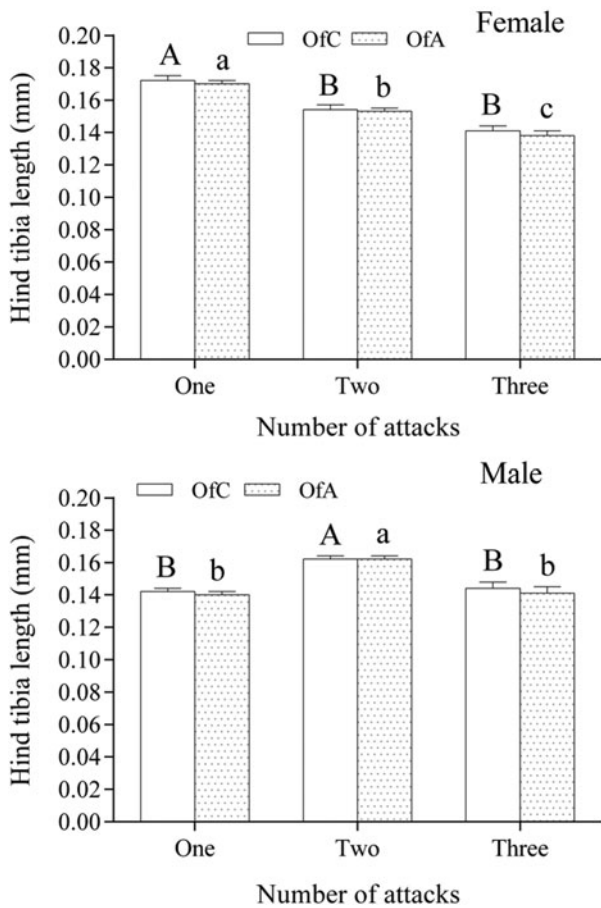 Female
OfC OfA
Hind tibia length (mm)
0.20
0.18
0.16
0.14
0.12
0.10
0.08
0.06
0.04
0.02
0.00
A a B b B c
One Two Three
Number of attacks
Male
OfC OfA
Hind tibia length (mm)
0.20
0.18
0.16
0.14
0.12
0.10
0.08
0.06
0.04
0.02
0.00
B b A a B b
One Two Three
Number of attacks